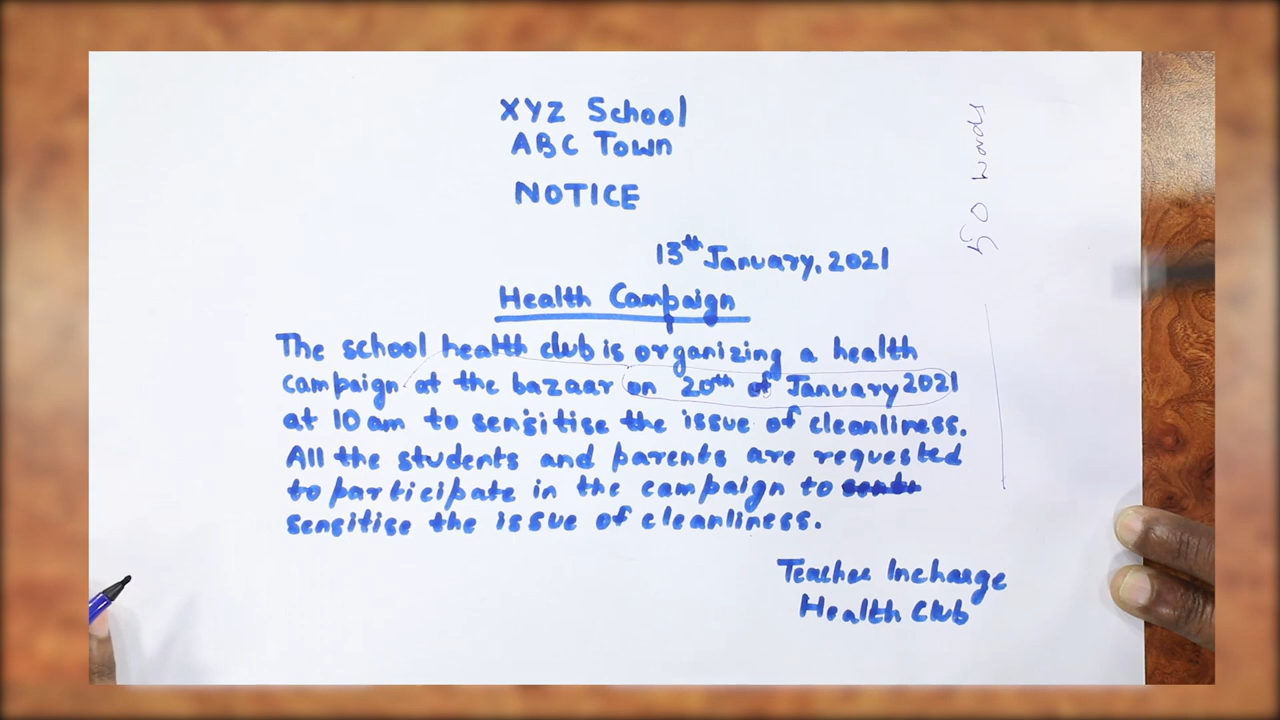 XYZ School
ABC Town
NOTICE
13th January, 2021
Health Campaign
The school health club is organizing a health
campaign at the bazaar on 20th of January 2021
at 10 am to sensitise the issue of cleanliness.
All the students and parents are requested
to participate in the campaign to
sensitise the issue of cleanliness.
Teacher Incharge
Health Club
50 words